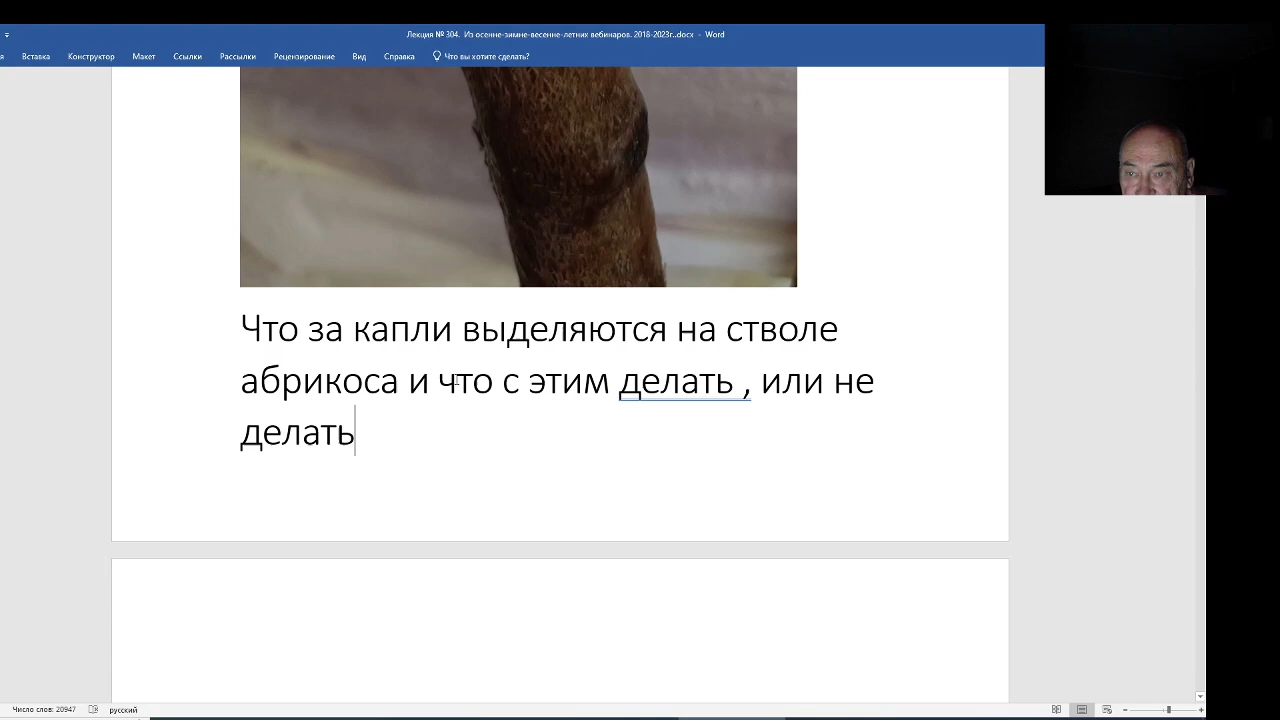 Лекция № 304. Из осенне-зимне-весенне-летних вебинаров. 2018-2023г..docx - Word
Вставка Конструктор Макет Ссылки Рассылки Рецензирование Вид Справка Что вы хотите сделать?
Что за капли выделяются на стволе
абрикоса и что с этим делать , или не
делать
Число слов: 20947 русский